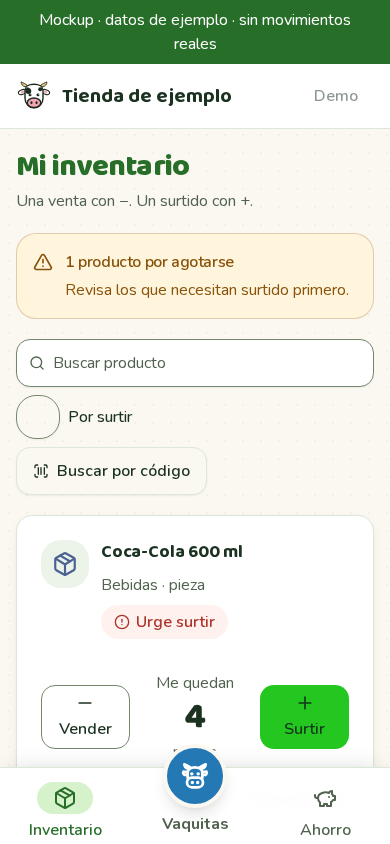 Mockup · datos de ejemplo · sin movimientos
reales
Tienda de ejemplo
Demo
Mi inventario
Una venta con −. Un surtido con +.
1 producto por agotarse
Revisa los que necesitan surtido primero.
Buscar producto
Por surtir
Buscar por código
Coca-Cola 600 ml
Bebidas · pieza
Urge surtir
Me quedan
Vender
4
Surtir
Inventario
Vaquitas
Ahorro